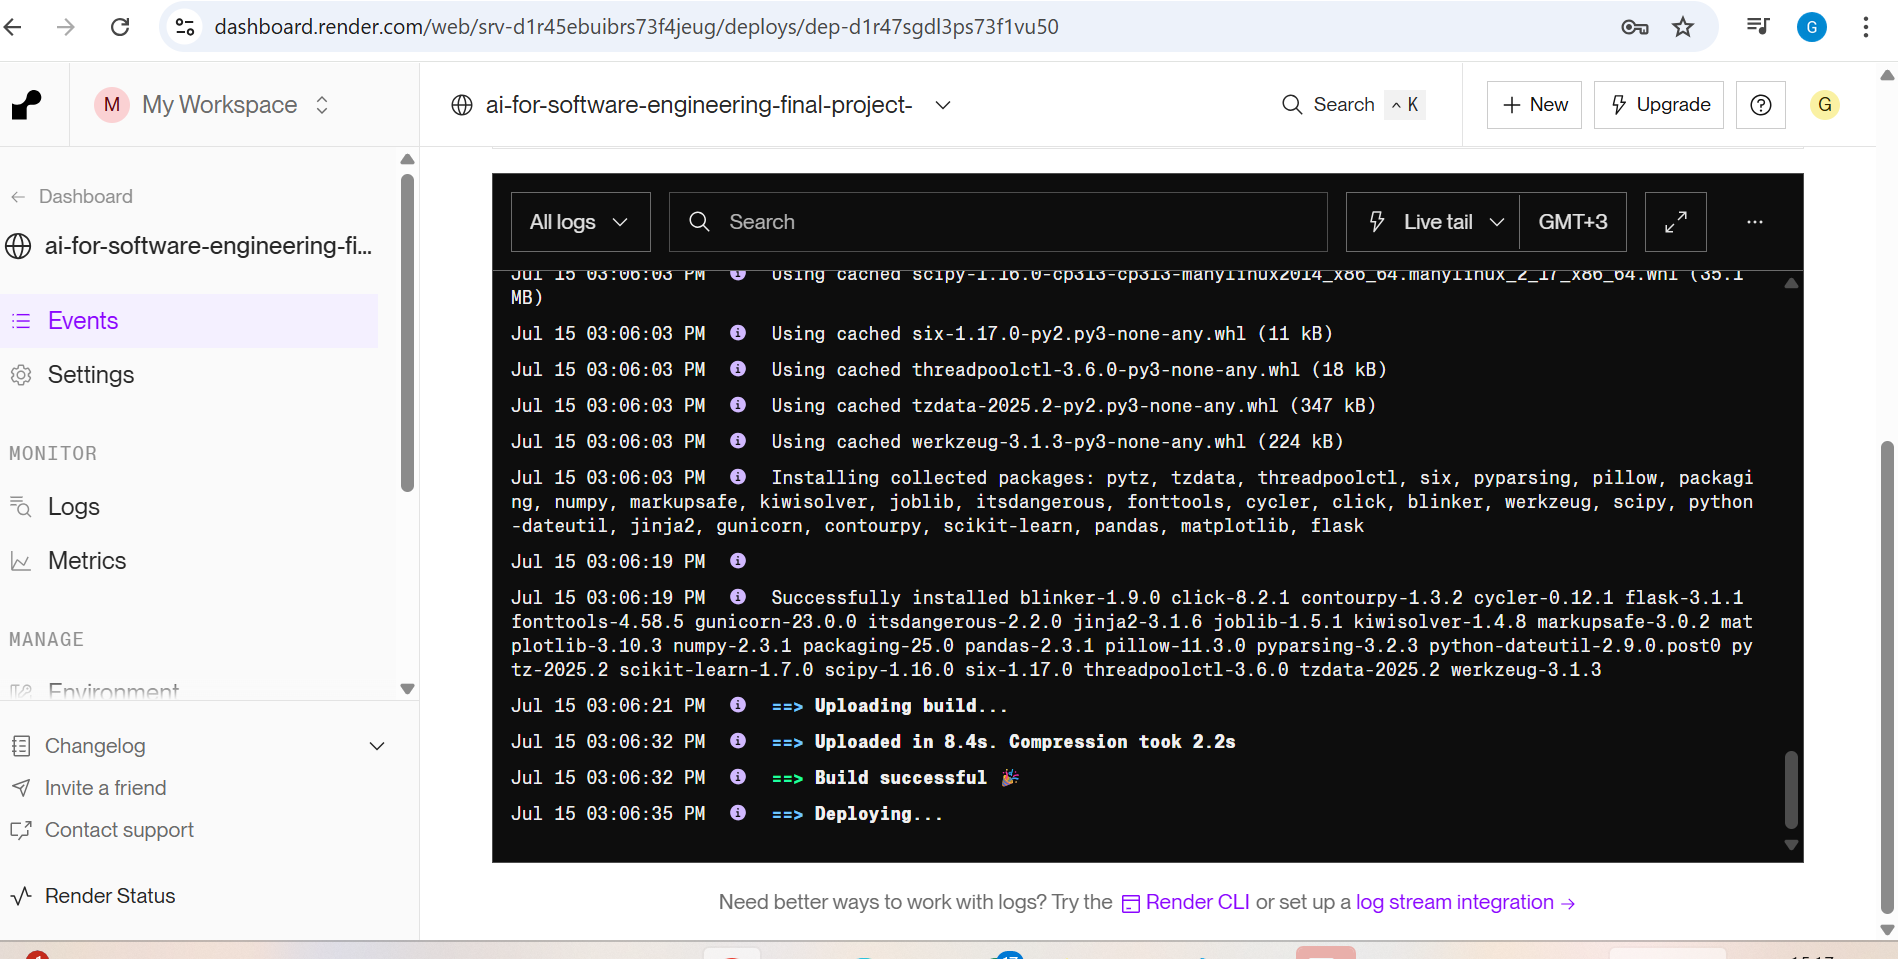 dashboard.render.com/web/srv-d1r45ebuibrs73f4jeug/deploys/dep-d1r47sgdl3ps73f1vu50
G
M My Workspace
ai-for-software-engineering-final-project-
Search ^ K
+ New
Upgrade
G
← Dashboard
ai-for-software-engineering-fi...
Events
Settings
MONITOR
Logs
Metrics
MANAGE
Environment
Changelog
Invite a friend
Contact support
Render Status
All logs
Search
Live tail
GMT+3
...
Jul 15 03:06:03 PM Using cached scipy-1.16.0-cp313-cp313-manylinux2014_x86_64.manylinux_2_17_x86_64.whl (35.1
MB)
Jul 15 03:06:03 PM Using cached six-1.17.0-py2.py3-none-any.whl (11 kB)
Jul 15 03:06:03 PM Using cached threadpoolctl-3.6.0-py3-none-any.whl (18 kB)
Jul 15 03:06:03 PM Using cached tzdata-2025.2-py2.py3-none-any.whl (347 kB)
Jul 15 03:06:03 PM Using cached werkzeug-3.1.3-py3-none-any.whl (224 kB)
Jul 15 03:06:03 PM Installing collected packages: pytz, tzdata, threadpoolctl, six, pyparsing, pillow, packagi
ng, numpy, markupsafe, kiwisolver, joblib, itsdangerous, fonttools, cycler, click, blinker, werkzeug, scipy, python
-dateutil, jinja2, gunicorn, contourpy, scikit-learn, pandas, matplotlib, flask
Jul 15 03:06:19 PM
Jul 15 03:06:19 PM Successfully installed blinker-1.9.0 click-8.2.1 contourpy-1.3.2 cycler-0.12.1 flask-3.1.1
fonttools-4.58.5 gunicorn-23.0.0 itsdangerous-2.2.0 jinja2-3.1.6 joblib-1.5.1 kiwisolver-1.4.8 markupsafe-3.0.2 mat
plotlib-3.10.3 numpy-2.3.1 packaging-25.0 pandas-2.3.1 pillow-11.3.0 pyparsing-3.2.3 python-dateutil-2.9.0.post0 py
tz-2025.2 scikit-learn-1.7.0 scipy-1.16.0 six-1.17.0 threadpoolctl-3.6.0 tzdata-2025.2 werkzeug-3.1.3
Jul 15 03:06:21 PM ==> Uploading build...
Jul 15 03:06:32 PM ==> Uploaded in 8.4s. Compression took 2.2s
Jul 15 03:06:32 PM ==> Build successful 🎉
Jul 15 03:06:35 PM ==> Deploying...
Need better ways to work with logs? Try the Render CLI or set up a log stream integration →